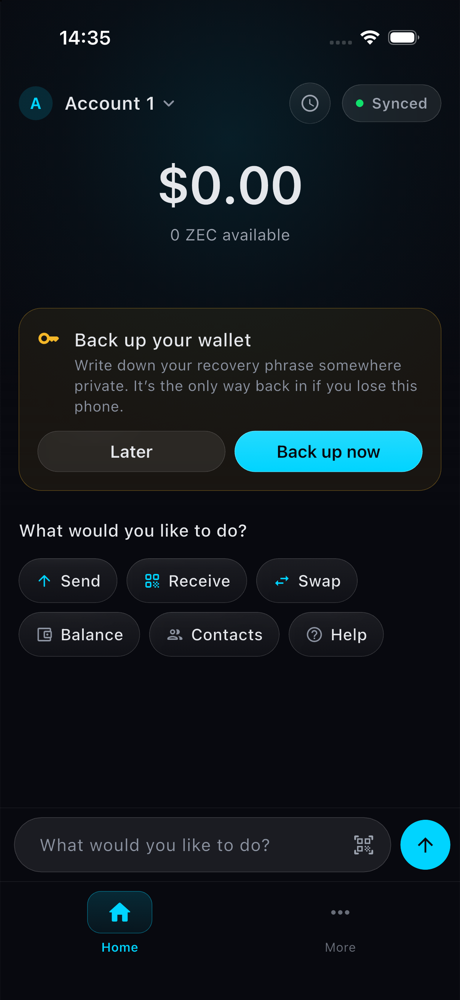 14:35
A Account 1 Synced
$0.00
0 ZEC available
Back up your wallet
Write down your recovery phrase somewhere
private. It’s the only way back in if you lose this
phone.
Later Back up now
What would you like to do?
Send Receive Swap
Balance Contacts Help
What would you like to do?
Home More